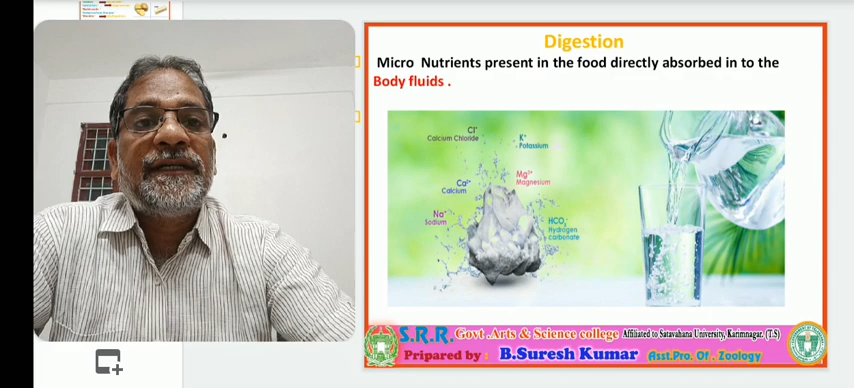 Digestion
Micro Nutrients present in the food directly absorbed in to the
Body fluids .
Cl⁻
Calcium Chloride
K⁺
Potassium
Mg²⁺
Magnesium
Ca²⁺
Calcium
Na⁺
Sodium
HCO₃⁻
Hydrogen
carbonate
S.R.R. Govt .Arts & Science college Affiliated to Satavahana University, Karimnagar. (T.S)
Pripared by : B.Suresh Kumar Asst.Pro. Of . Zoology